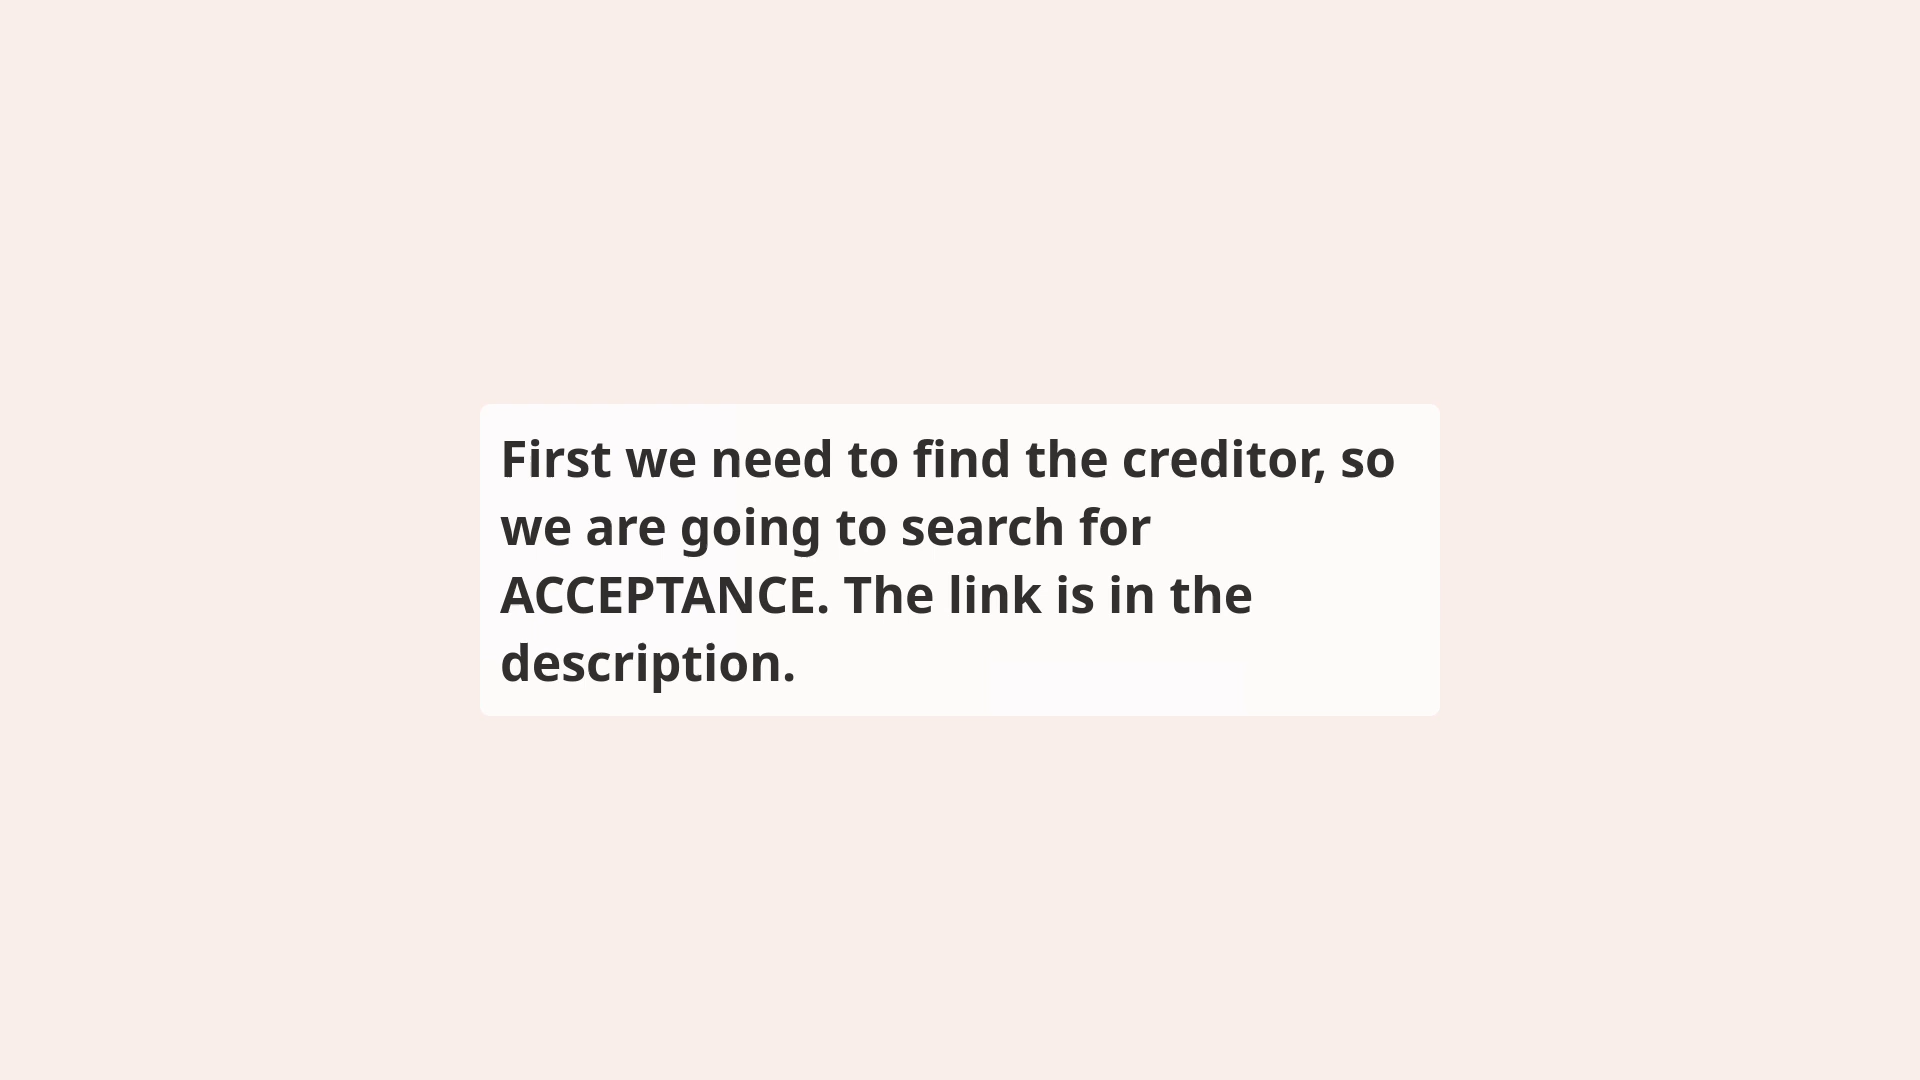 First we need to find the creditor, so
we are going to search for
ACCEPTANCE. The link is in the
description.